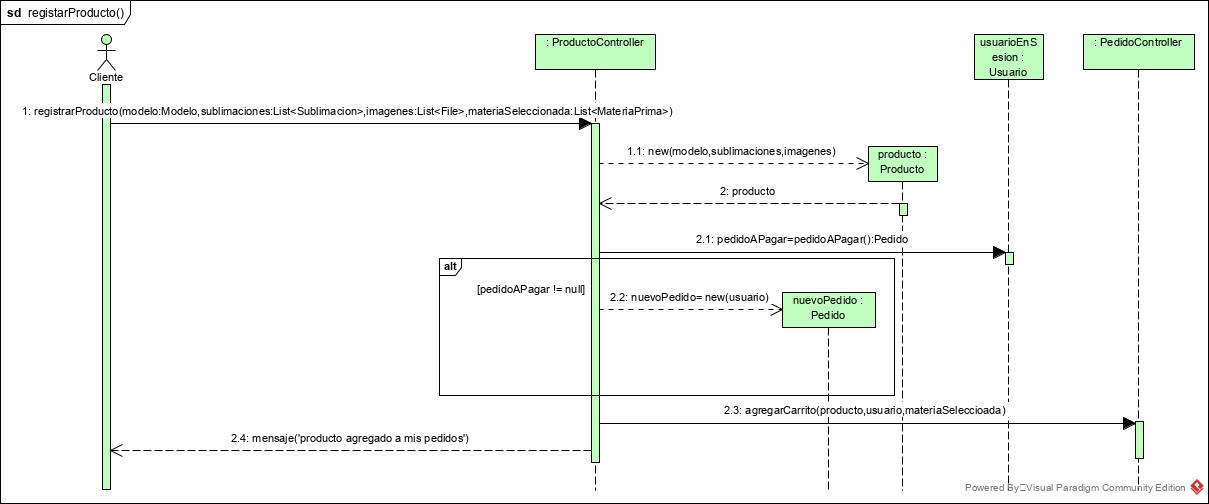 sd registarProducto()
: ProductoController
usuarioEnS
esion :
Usuario
: PedidoController
Cliente
1: registrarProducto(modelo:Modelo,sublimaciones:List<Sublimacion>,imagenes:List<File>,materiaSeleccionada:List<MateriaPrima>)
1.1: new(modelo,sublimaciones,imagenes)
producto :
Producto
2: producto
2.1: pedidoAPagar=pedidoAPagar():Pedido
alt
[pedidoAPagar != null]
2.2: nuevoPedido= new(usuario)
nuevoPedido :
Pedido
2.3: agregarCarrito(producto,usuario,materiaSeleccioada)
2.4: mensaje('producto agregado a mis pedidos')
Powered By Visual Paradigm Community Edition